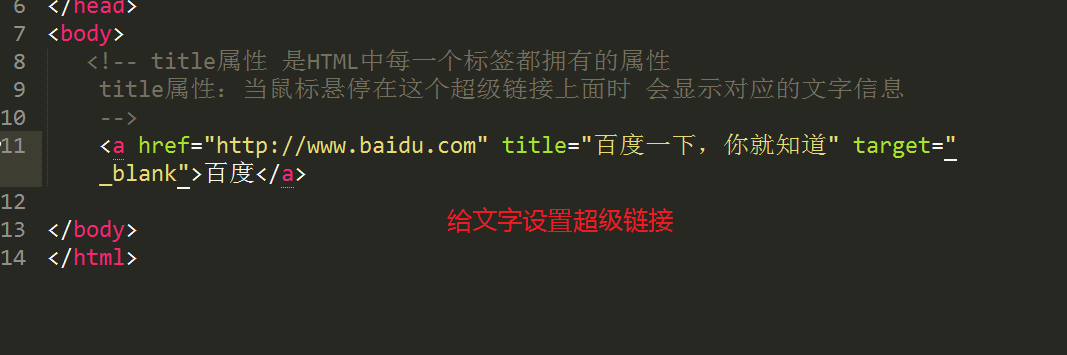 6 </head>
7 <body>
8 <!-- title属性 是HTML中每一个标签都拥有的属性
9 title属性：当鼠标悬停在这个超级链接上面时 会显示对应的文字信息
10 -->
11 <a href="http://www.baidu.com" title="百度一下，你就知道" target="
_blank">百度</a>
12
给文字设置超级链接
13 </body>
14 </html>